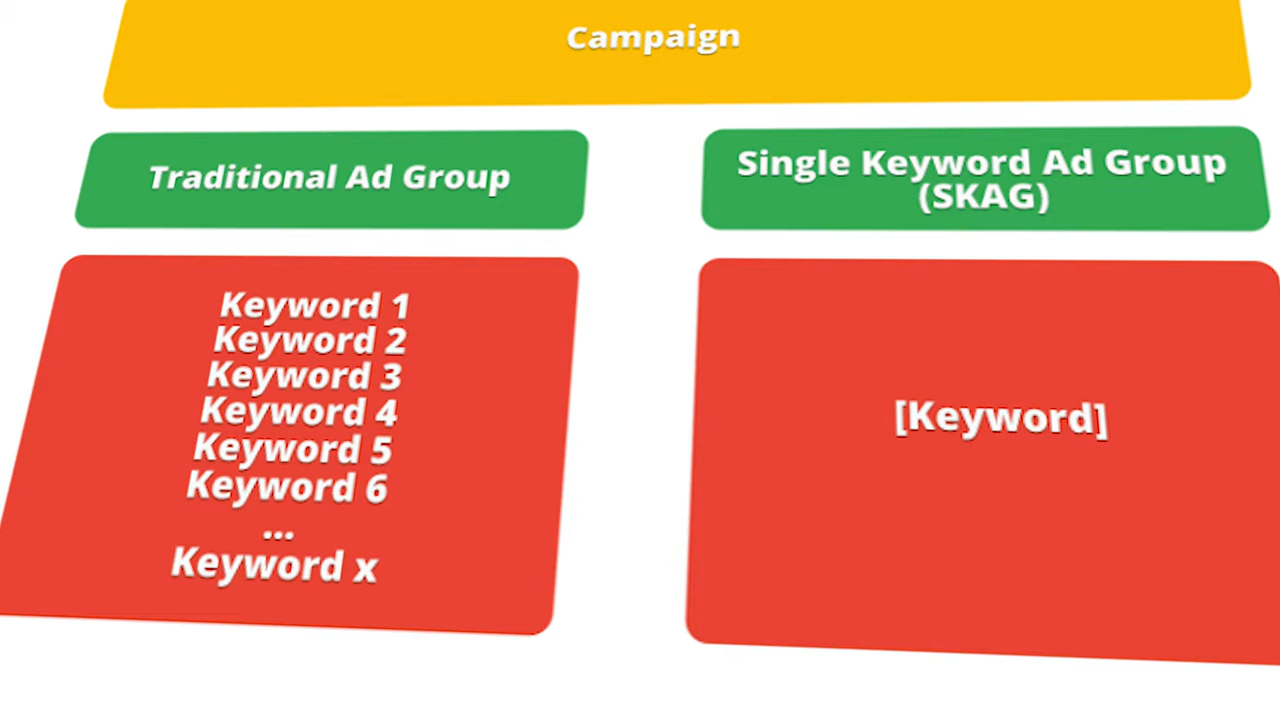 Campaign
Traditional Ad Group
Single Keyword Ad Group
(SKAG)
Keyword 1
Keyword 2
Keyword 3
Keyword 4
Keyword 5
Keyword 6
...
Keyword x
[Keyword]